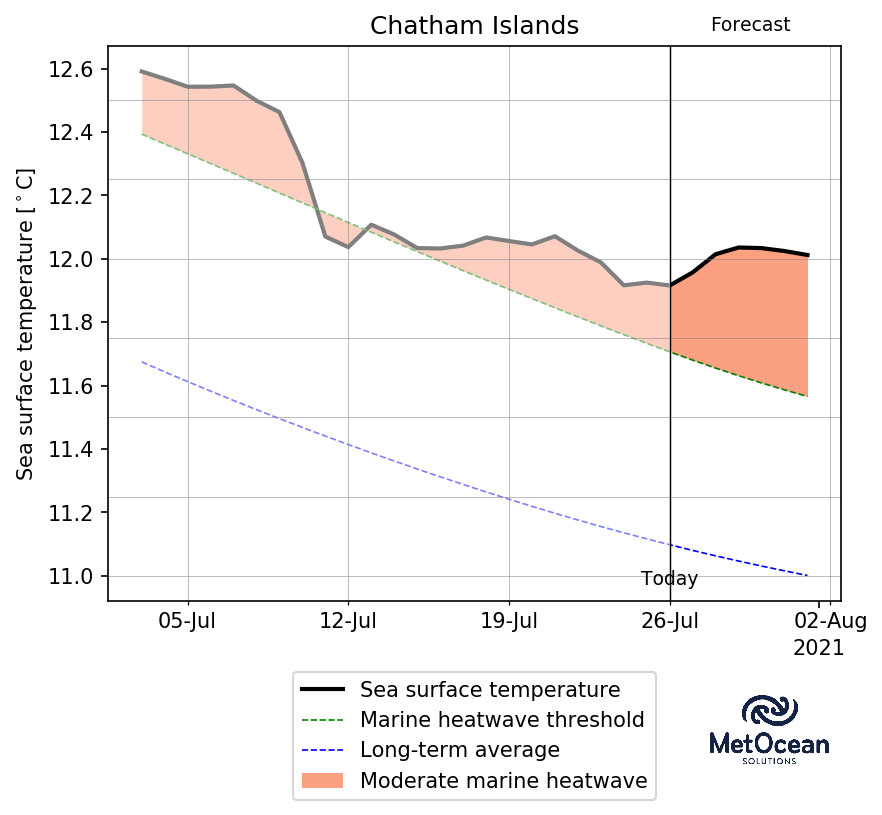 Chatham Islands
Forecast
Sea surface temperature [°C]
12.6
12.4
12.2
12.0
11.8
11.6
11.4
11.2
11.0
Today
05-Jul
12-Jul
19-Jul
26-Jul
02-Aug
2021
Sea surface temperature
Marine heatwave threshold
Long-term average
Moderate marine heatwave
MetOcean
SOLUTIONS